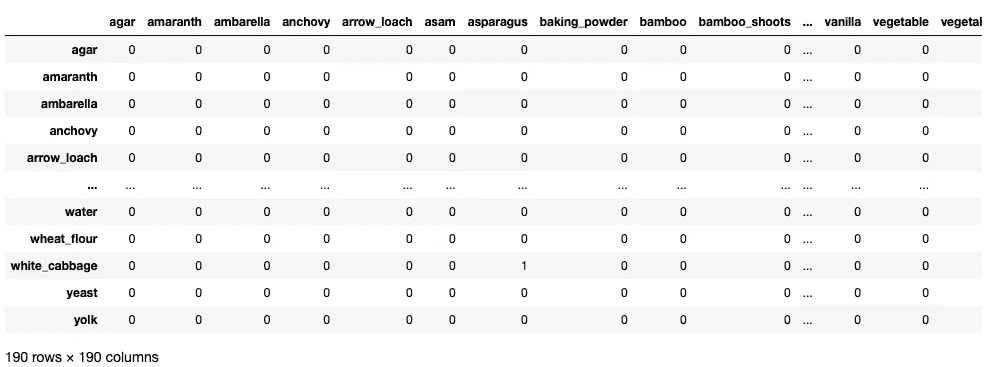 agar amaranth ambarella anchovy arrow_loach asam asparagus baking_powder bamboo bamboo_shoots ... vanilla vegetable vegetab
agar 0 0 0 0 0 0 0 0 0 0 ... 0 0
amaranth 0 0 0 0 0 0 0 0 0 0 ... 0 0
ambarella 0 0 0 0 0 0 0 0 0 0 ... 0 0
anchovy 0 0 0 0 0 0 0 0 0 0 ... 0 0
arrow_loach 0 0 0 0 0 0 0 0 0 0 ... 0 0
... ... ... ... ... ... ... ... ... ... ... ... ... ...
water 0 0 0 0 0 0 0 0 0 0 ... 0 0
wheat_flour 0 0 0 0 0 0 0 0 0 0 ... 0 0
white_cabbage 0 0 0 0 0 0 1 0 0 0 ... 0 0
yeast 0 0 0 0 0 0 0 0 0 0 ... 0 0
yolk 0 0 0 0 0 0 0 0 0 0 ... 0 0
190 rows × 190 columns